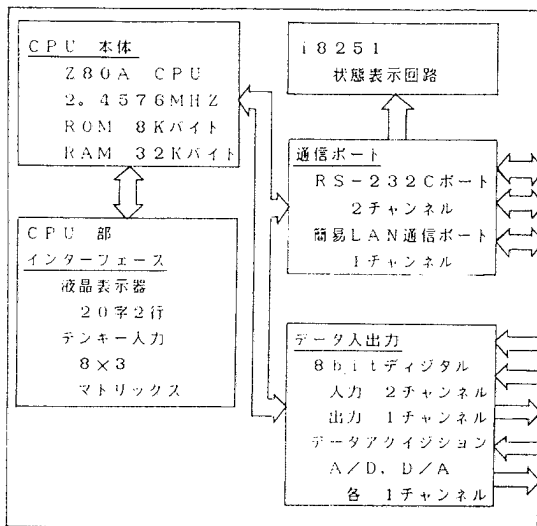 CPU 本体
Z80A CPU
2。4576MHZ
ROM 8Kバイト
RAM 32Kバイト
i8251
状態表示回路
通信ポート
RS-232Cポート
2チャンネル
簡易LAN通信ポート
1チャンネル
CPU 部
インターフェース
液晶表示器
20字2行
テンキー入力
8×3
マトリックス
データ入出力
8bitディジタル
入力 2チャンネル
出力 1チャンネル
データアクイジション
A/D，D/A
各 1チャンネル